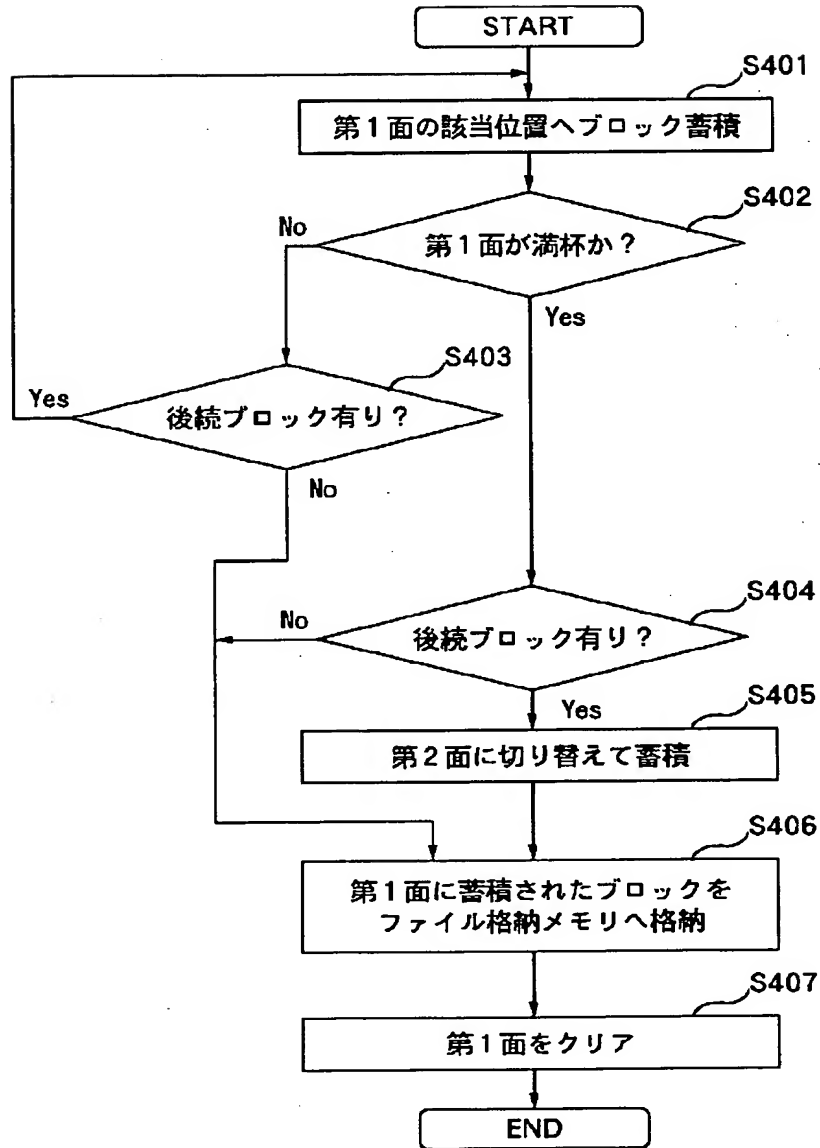 START
S401
第1面の該当位置へブロック蓄積
S402
No
第1面が満杯か？
Yes
S403
Yes
後続ブロック有り？
No
S404
No
後続ブロック有り？
Yes
S405
第2面に切り替えて蓄積
S406
第1面に蓄積されたブロックを
ファイル格納メモリへ格納
S407
第1面をクリア
END